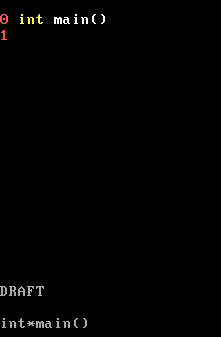 0 int main()
1
DRAFT
int*main()